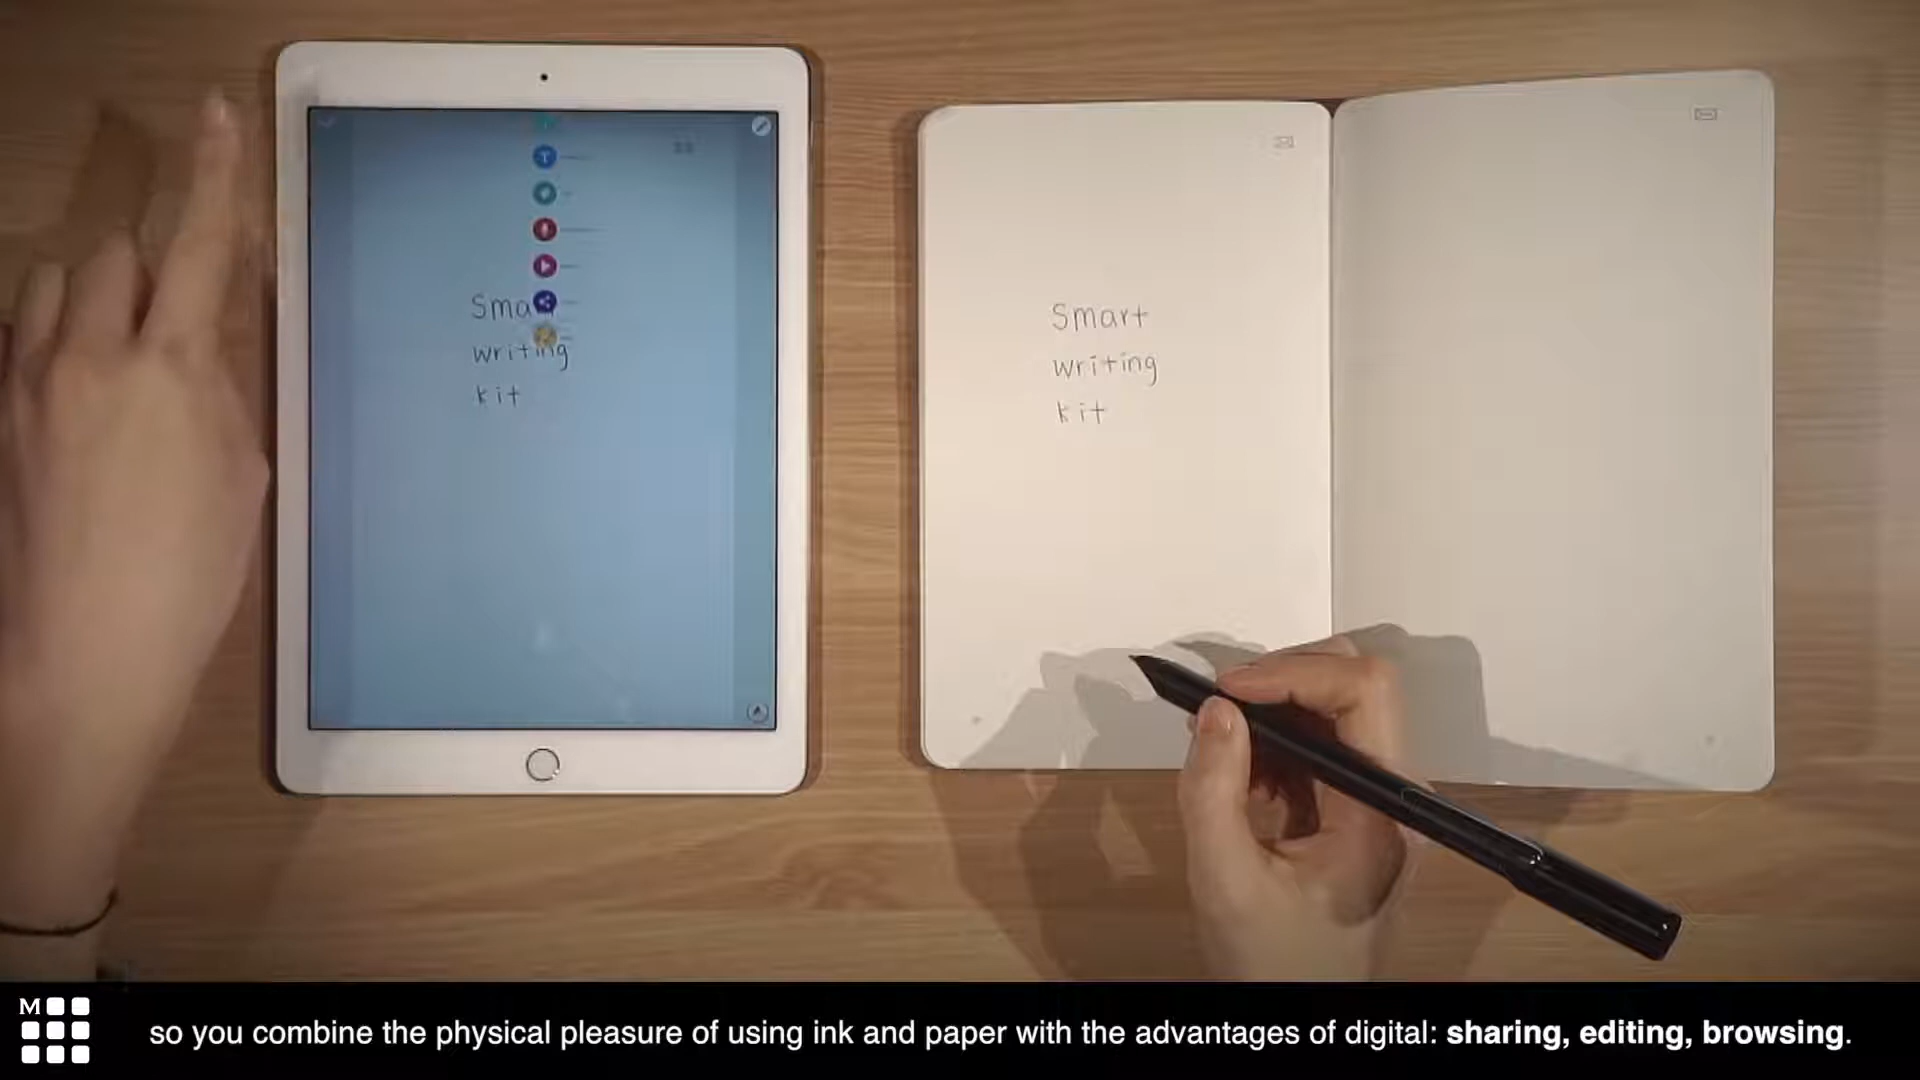 Smart
writing
kit
Smart
writing
kit
M
so you combine the physical pleasure of using ink and paper with the advantages of digital: sharing, editing, browsing.